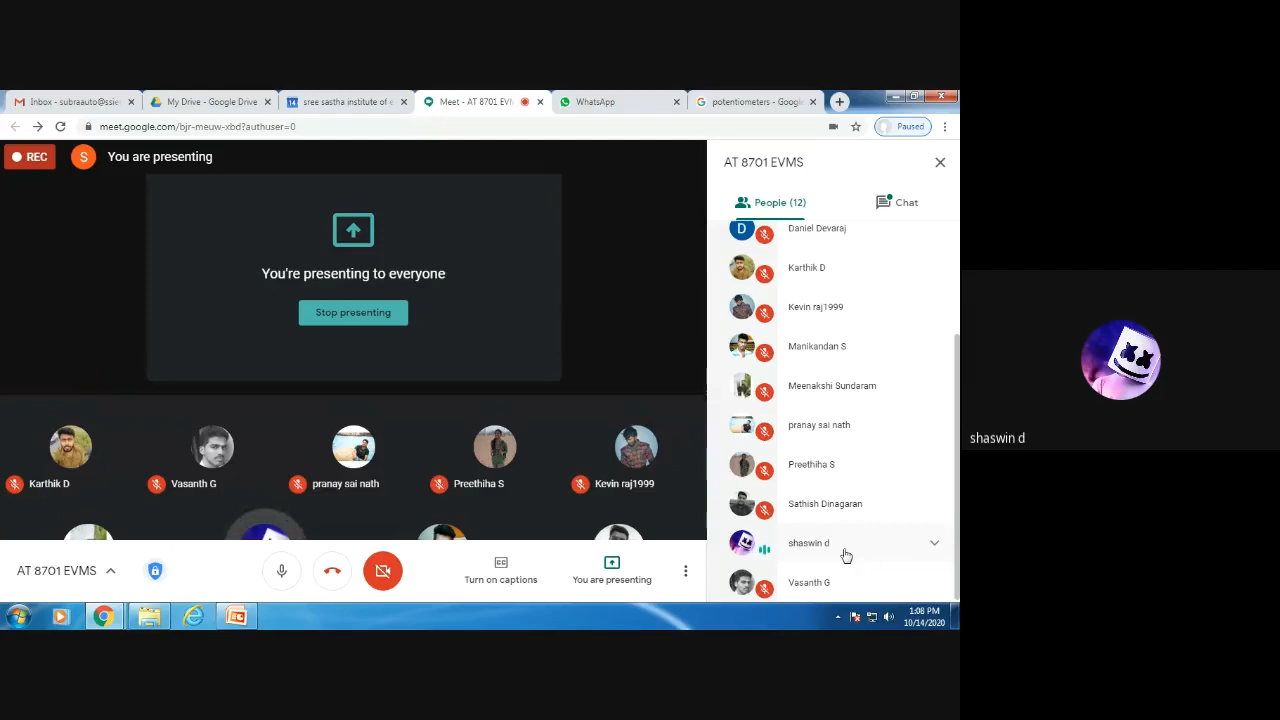 Inbox - subraauto@ssie
My Drive - Google Drive
14 sree sastha institute of e
Meet - AT 8701 EVM
WhatsApp
potentiometers - Google
meet.google.com/bjr-meuw-xbd?authuser=0
Paused
REC
S
You are presenting
AT 8701 EVMS
People (12)
Chat
You're presenting to everyone
Stop presenting
D
Daniel Devaraj
Karthik D
Kevin raj1999
Manikandan S
Meenakshi Sundaram
pranay sai nath
Preethiha S
Sathish Dinagaran
shaswin d
Vasanth G
Karthik D
Vasanth G
pranay sai nath
Preethiha S
Kevin raj1999
AT 8701 EVMS
Turn on captions
You are presenting
1:08 PM
10/14/2020
shaswin d